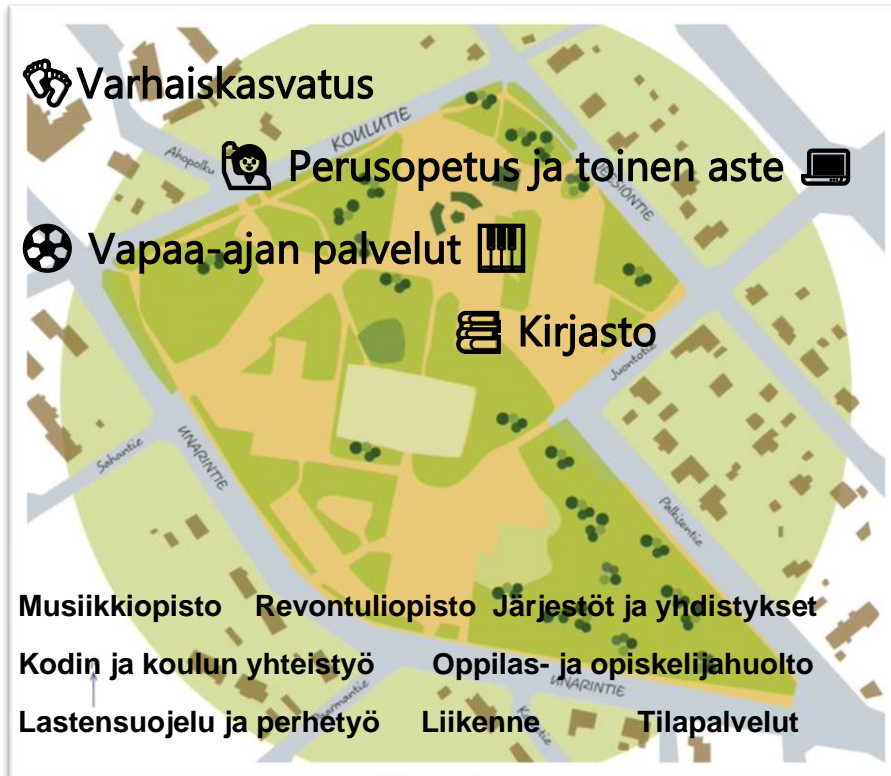 Varhaiskasvatus
KOULUTIE
Ahopolku
Perusopetus ja toinen aste
Vapaa-ajan palvelut
Kirjasto
Juontotie
Sahantie
UNARINTIE
Palkisentie
Musiikkiopisto Revontuliopisto Järjestöt ja yhdistykset
Kodin ja koulun yhteistyö Oppilas- ja opiskelijahuolto
UNARINTIE
Lastensuojelu ja perhetyö Liikenne Tilapalvelut